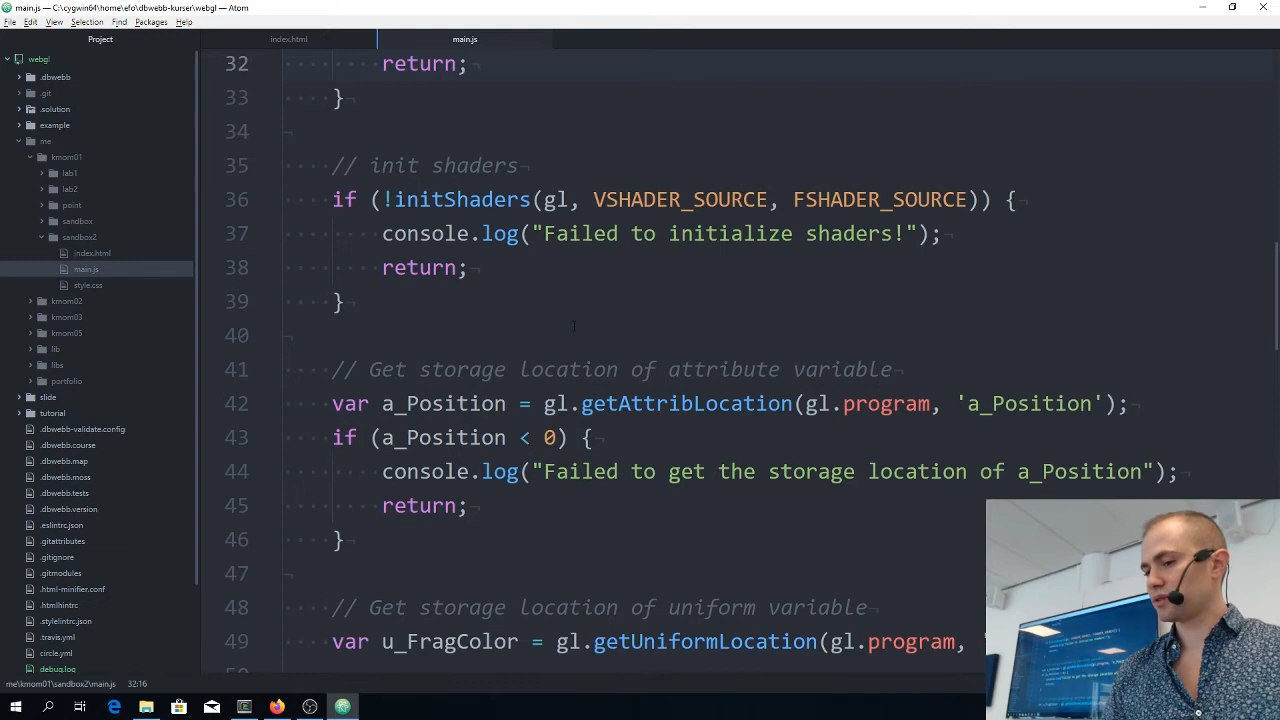 main.js — C:\cygwin64\home\efo\dbwebb-kurser\webgl — Atom
File Edit View Selection Find Packages Help
Project
index.html
main.js
webgl
.dbwebb
.git
.solution
example
me
kmom01
lab1
lab2
point
sandbox
sandbox2
index.html
main.js
style.css
kmom02
kmom03
kmom05
lib
libs
portfolio
slide
tutorial
.dbwebb-validate.config
.dbwebb.course
.dbwebb.map
.dbwebb.moss
.dbwebb.tests
.dbwebb.version
.eslintrc.json
.gitattributes
.gitignore
.gitmodules
.html-minifier.conf
.htmlhintrc
.stylelintrc.json
.travis.yml
circle.yml
debug.log
32 return;
33 }
34
35 // init shaders
36 if (!initShaders(gl, VSHADER_SOURCE, FSHADER_SOURCE)) {
37 console.log("Failed to initialize shaders!");
38 return;
39 }
40
41 // Get storage location of attribute variable
42 var a_Position = gl.getAttribLocation(gl.program, 'a_Position');
43 if (a_Position < 0) {
44 console.log("Failed to get the storage location of a_Position");
45 return;
46 }
47
48 // Get storage location of uniform variable
49 var u_FragColor = gl.getUniformLocation(gl.program,
me\kmom01\sandbox2\main.js 32:16